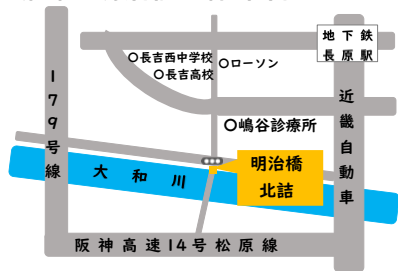 地下鉄
長原駅
○長吉西中学校
○長吉高校
○ローソン
179号線
近畿自動車
○嶋谷診療所
明治橋
北詰
大和川
阪神高速14号松原線